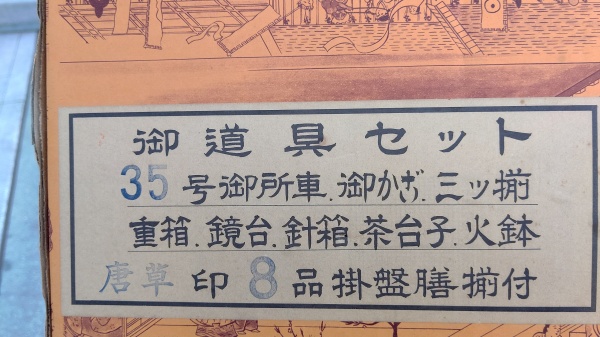 御道具セット
35号御所車.御かご.三ッ揃
重箱.鏡台.針箱.茶台子.火鉢
唐草印8品掛盤膳揃付